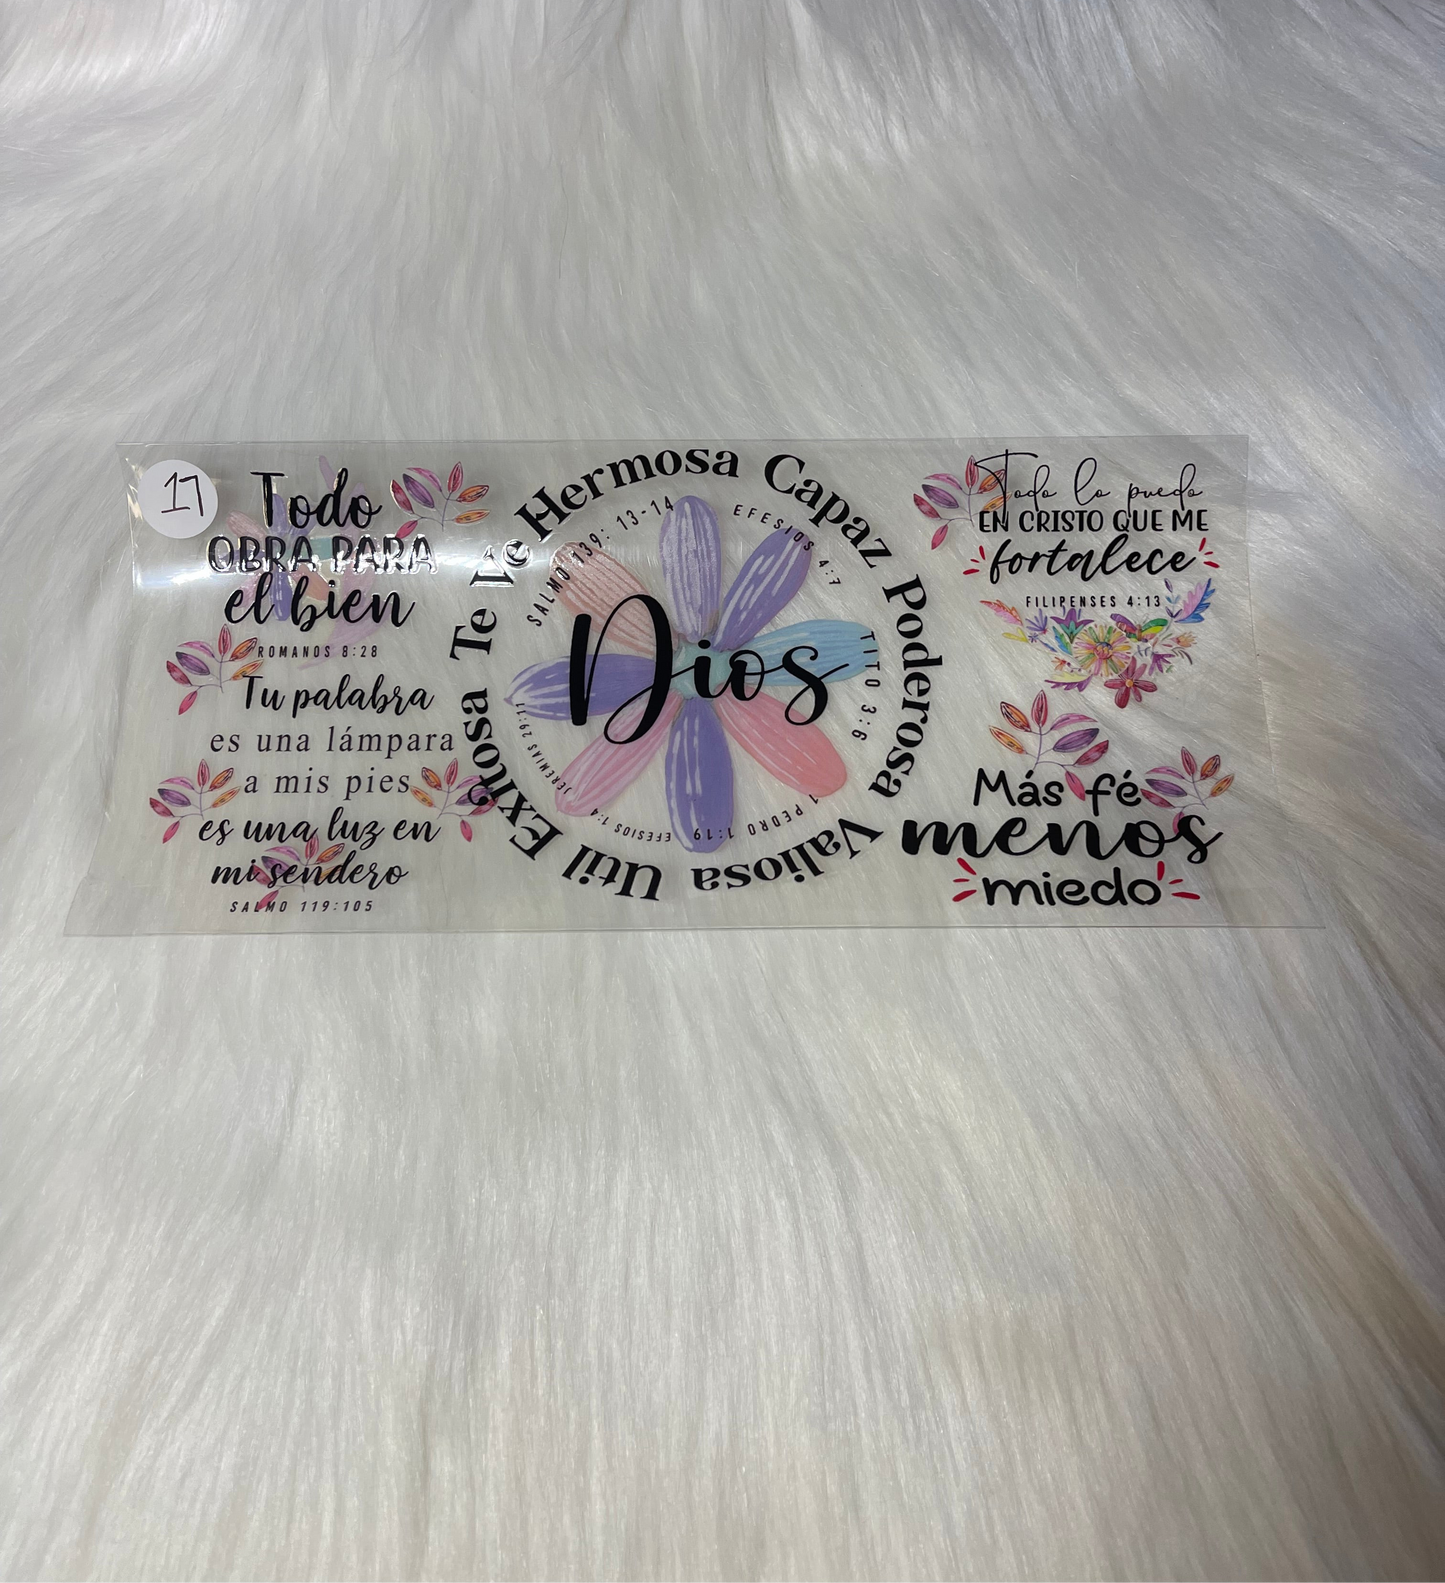 17
Todo
OBRA PARA
el bien
ROMANOS 8:28
Tu palabra
es una lámpara
a mis pies
es una luz en
mi sendero
SALMO 119:105
Dios
Te Ve Hermosa Capaz Poderosa Valiosa Util Exitosa
SALMO 139: 13-14
EFESIOS 4:7
TITO 3:6
1 PEDRO 1:19
EFESIOS 1:4
JEREMIAS 29:11
Todo lo puedo
EN CRISTO QUE ME
fortalece
FILIPENSES 4:13
Más fé
menos
miedo